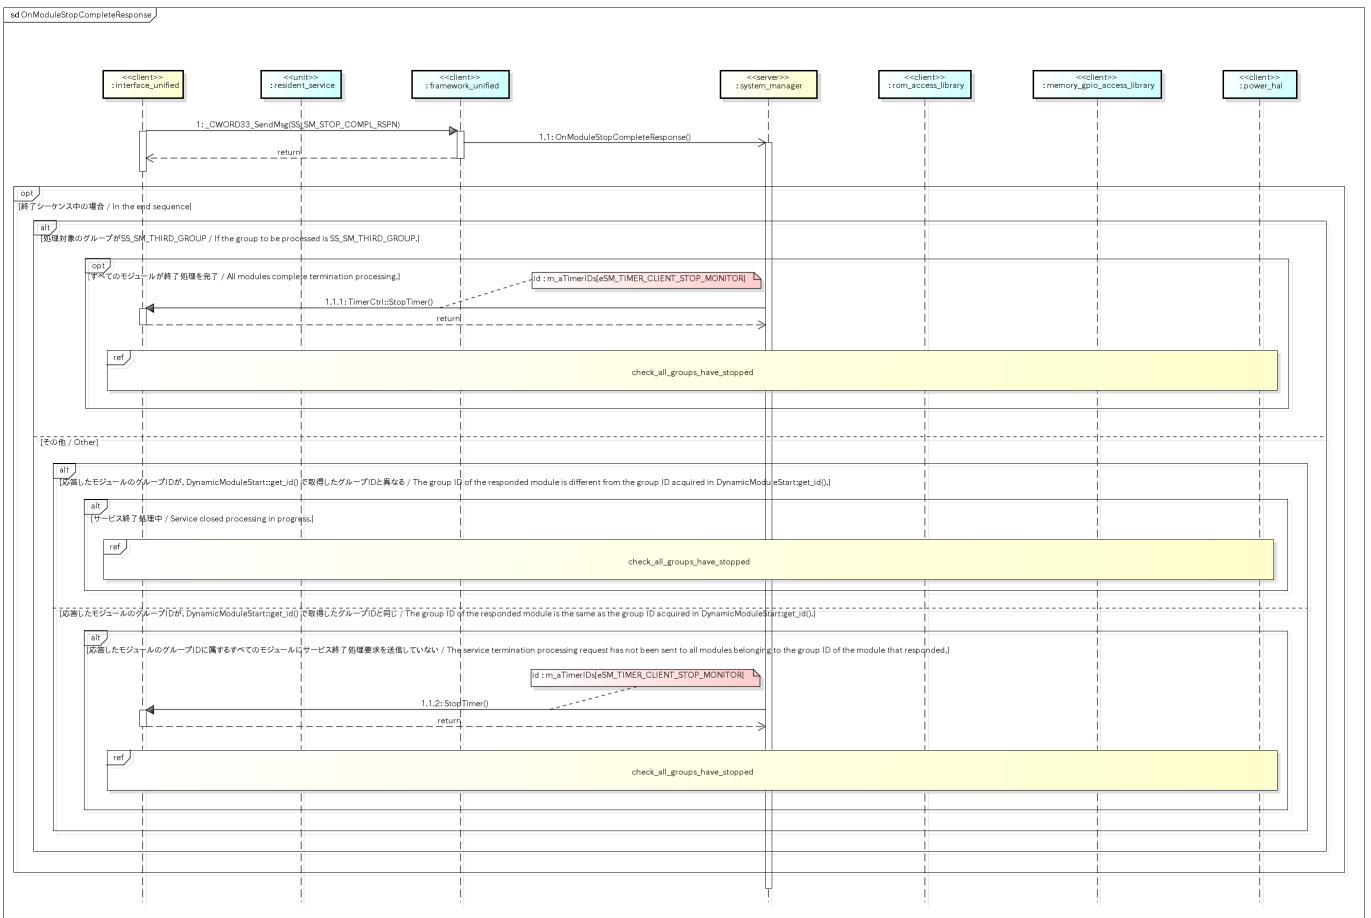 sd OnModuleStopCompleteResponse
<<client>>
: interface_unified
<<unit>>
: resident_service
<<client>>
: framework_unified
<<server>>
: system_manager
<<client>>
: rom_access_library
<<client>>
: memory_gpio_access_library
<<client>>
: power_hal
1: _CWORD33_SendMsg(SS_SM_STOP_COMPL_RSPN)
1.1: OnModuleStopCompleteResponse()
return
opt
[終了シーケンス中の場合 / In the end sequence]
alt
[処理対象のグループがSS_SM_THIRD_GROUP / If the group to be processed is SS_SM_THIRD_GROUP.]
opt
[すべてのモジュールが終了処理を完了 / All modules complete termination processing.]
id : m_aTimerIDs[eSM_TIMER_CLIENT_STOP_MONITOR]
1.1.1: TimerCtrl::StopTimer()
return
ref
check_all_groups_have_stopped
[その他 / Other]
alt
[応答したモジュールのグループIDが、DynamicModuleStart::get_id() で取得したグループIDと異なる / The group ID of the responded module is different from the group ID acquired in DynamicModuleStart:get_id().]
alt
[サービス終了処理中 / Service closed processing in progress.]
ref
check_all_groups_have_stopped
[応答したモジュールのグループIDが、DynamicModuleStart::get_id() で取得したグループIDと同じ / The group ID of the responded module is the same as the group ID acquired in DynamicModuleStart:get_id().]
alt
[応答したモジュールのグループIDに属するすべてのモジュールにサービス終了処理要求を送信していない / The service termination processing request has not been sent to all modules belonging to the group ID of the module that responded.]
id : m_aTimerIDs[eSM_TIMER_CLIENT_STOP_MONITOR]
1.1.2: StopTimer()
return
ref
check_all_groups_have_stopped